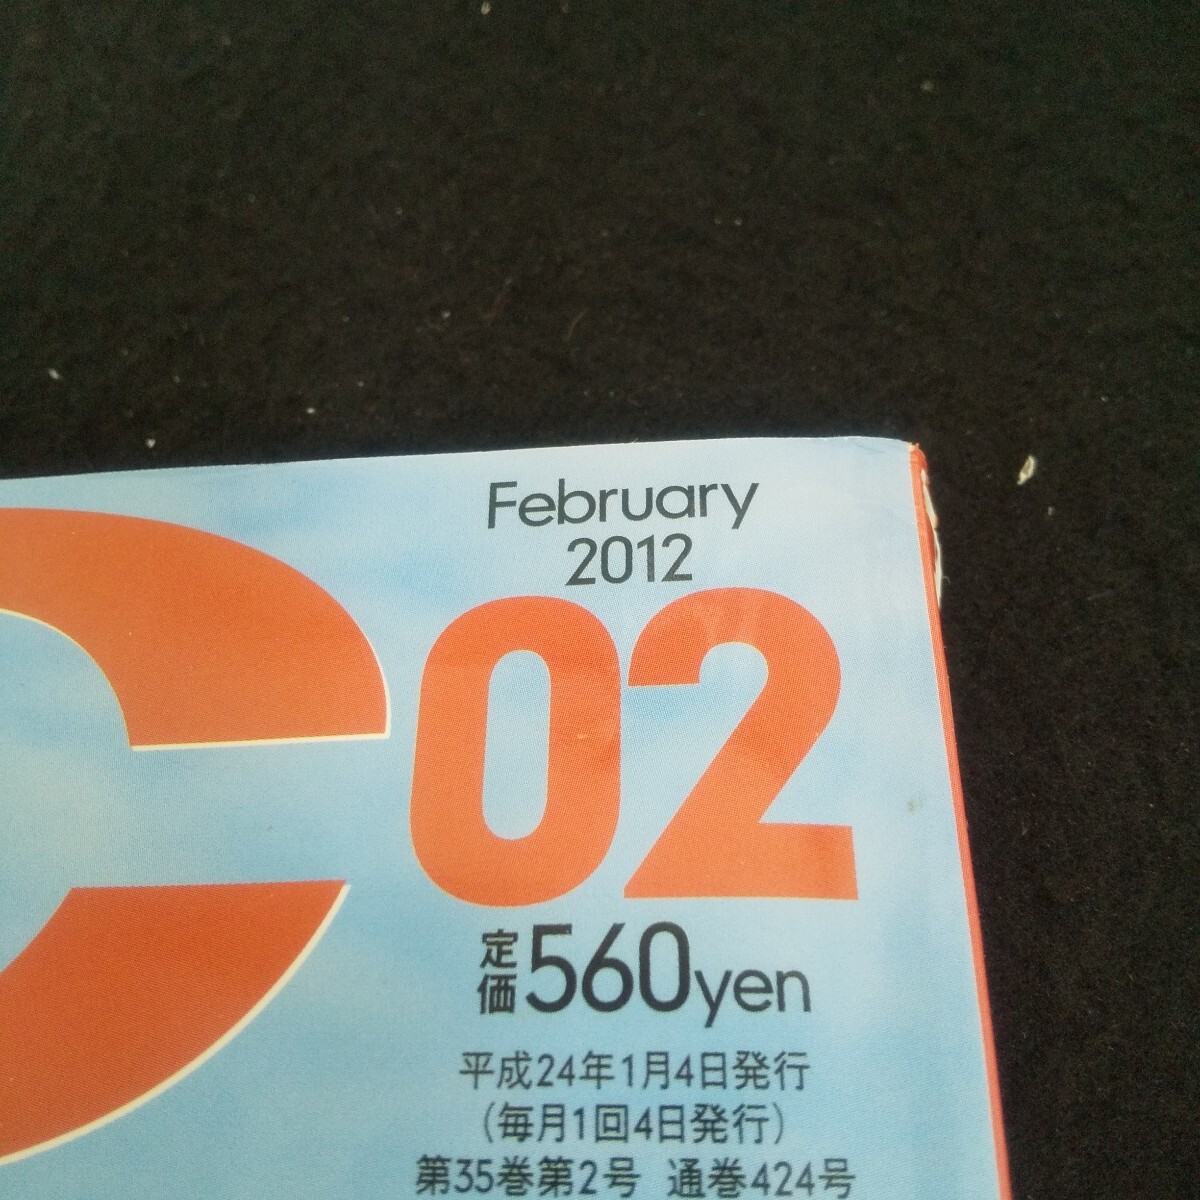 C
February
2012
02
定価560yen
平成24年1月4日発行
(毎月1回4日発行)
第35巻第2号 通巻424号